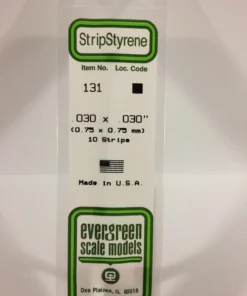 StripStyrene
Item No. Loc. Code
131
.030 x .030"
(0.75 x 0.75 mm)
10 Strips
Made in U.S.A.
evergreen
scale models
Des Plaines, IL 60018